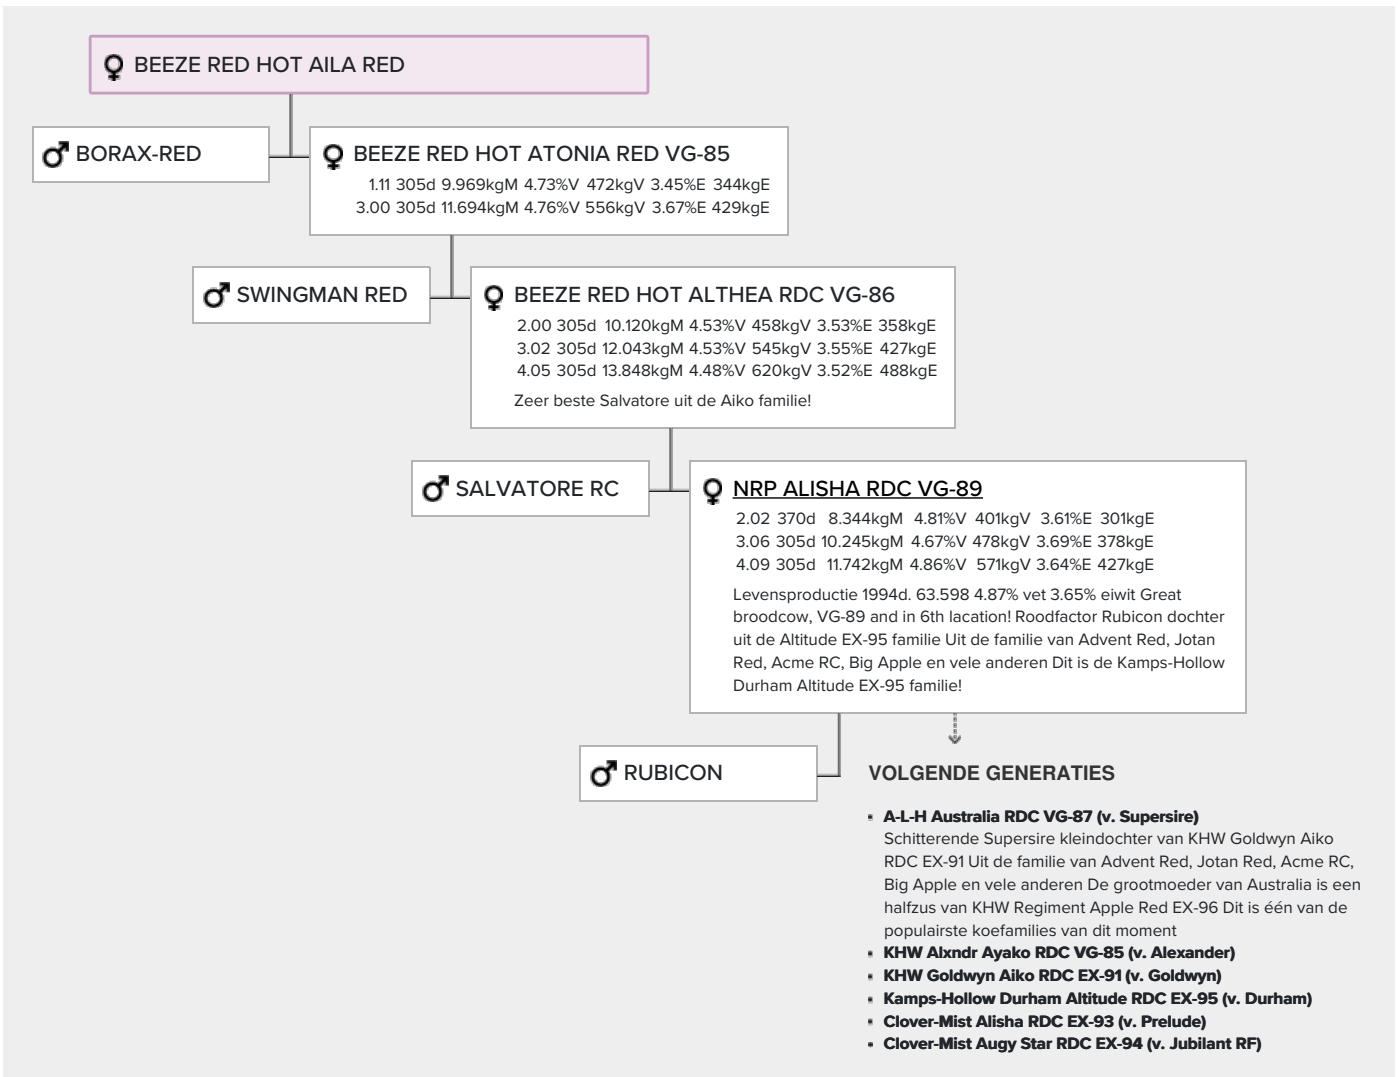 BEEZE RED HOT AILA RED
BORAX-RED
BEEZE RED HOT ATONIA RED VG-85
1.11 305d 9.969kgM 4.73%V 472kgV 3.45%E 344kgE
3.00 305d 11.694kgM 4.76%V 556kgV 3.67%E 429kgE
SWINGMAN RED
BEEZE RED HOT ALTHEA RDC VG-86
2.00 305d 10.120kgM 4.53%V 458kgV 3.53%E 358kgE
3.02 305d 12.043kgM 4.53%V 545kgV 3.55%E 427kgE
4.05 305d 13.848kgM 4.48%V 620kgV 3.52%E 488kgE
Zeer beste Salvatore uit de Aiko familie!
SALVATORE RC
NRP ALISHA RDC VG-89
2.02 370d 8.344kgM 4.81%V 401kgV 3.61%E 301kgE
3.06 305d 10.245kgM 4.67%V 478kgV 3.69%E 378kgE
4.09 305d 11.742kgM 4.86%V 571kgV 3.64%E 427kgE
Levensproductie 1994d. 63.598 4.87% vet 3.65% eiwit Great
broodcow, VG-89 and in 6th lacation! Roodfactor Rubicon dochter
uit de Altitude EX-95 familie Uit de familie van Advent Red, Jotan
Red, Acme RC, Big Apple en vele anderen Dit is de Kamps-Hollow
Durham Altitude EX-95 familie!
RUBICON
VOLGENDE GENERATIES
A-L-H Australia RDC VG-87 (v. Supersire)
Schitterende Supersire kleindochter van KHW Goldwyn Aiko
RDC EX-91 Uit de familie van Advent Red, Jotan Red, Acme RC,
Big Apple en vele anderen De grootmoeder van Australia is een
halfzus van KHW Regiment Apple Red EX-96 Dit is één van de
populairste koefamilies van dit moment
KHW Alxndr Ayako RDC VG-85 (v. Alexander)
KHW Goldwyn Aiko RDC EX-91 (v. Goldwyn)
Kamps-Hollow Durham Altitude RDC EX-95 (v. Durham)
Clover-Mist Alisha RDC EX-93 (v. Prelude)
Clover-Mist Augy Star RDC EX-94 (v. Jubilant RF)